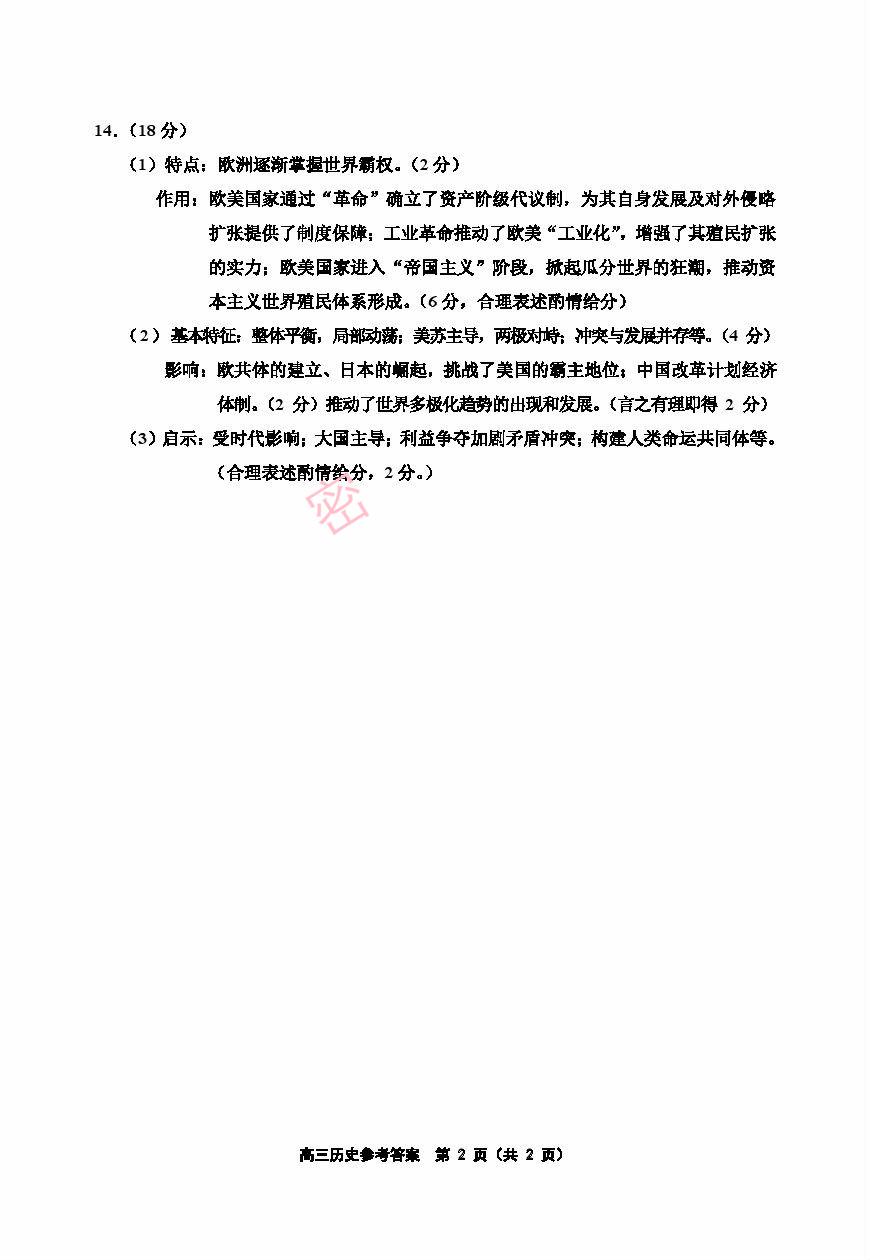 14.（18 分）
（1）特点：欧洲逐渐掌握世界霸权。（2 分）
作用：欧美国家通过“革命”确立了资产阶级代议制，为其自身发展及对外侵略
扩张提供了制度保障；工业革命推动了欧美“工业化”，增强了其殖民扩张
的实力；欧美国家进入“帝国主义”阶段，掀起瓜分世界的狂潮，推动资
本主义世界殖民体系形成。（6 分，合理表述酌情给分）
（2）基本特征：整体平衡，局部动荡；美苏主导，两极对峙；冲突与发展并存等。（4 分）
影响：欧共体的建立、日本的崛起，挑战了美国的霸主地位；中国改革计划经济
体制。（2 分）推动了世界多极化趋势的出现和发展。（言之有理即得 2 分）
（3）启示：受时代影响；大国主导；利益争夺加剧矛盾冲突；构建人类命运共同体等。
（合理表述酌情给分，2 分。）
密
高三历史参考答案 第 2 页（共 2 页）